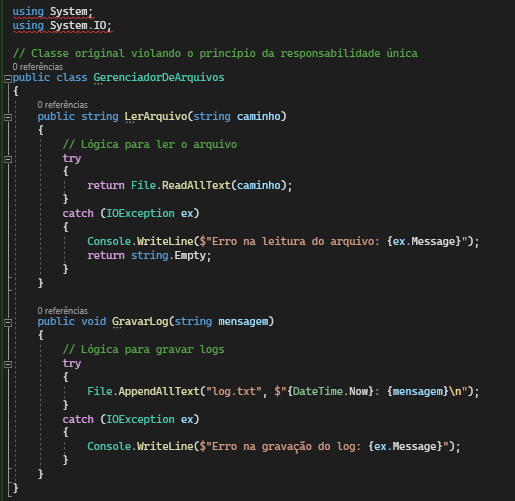 using System;
using System.IO;
// Classe original violando o princípio da responsabilidade única
0 referências
public class GerenciadorDeArquivos
{
0 referências
public string LerArquivo(string caminho)
{
// Lógica para ler o arquivo
try
{
return File.ReadAllText(caminho);
}
catch (IOException ex)
{
Console.WriteLine($"Erro na leitura do arquivo: {ex.Message}");
return string.Empty;
}
}
0 referências
public void GravarLog(string mensagem)
{
// Lógica para gravar logs
try
{
File.AppendAllText("log.txt", $"{DateTime.Now}: {mensagem}\n");
}
catch (IOException ex)
{
Console.WriteLine($"Erro na gravação do log: {ex.Message}");
}
}
}